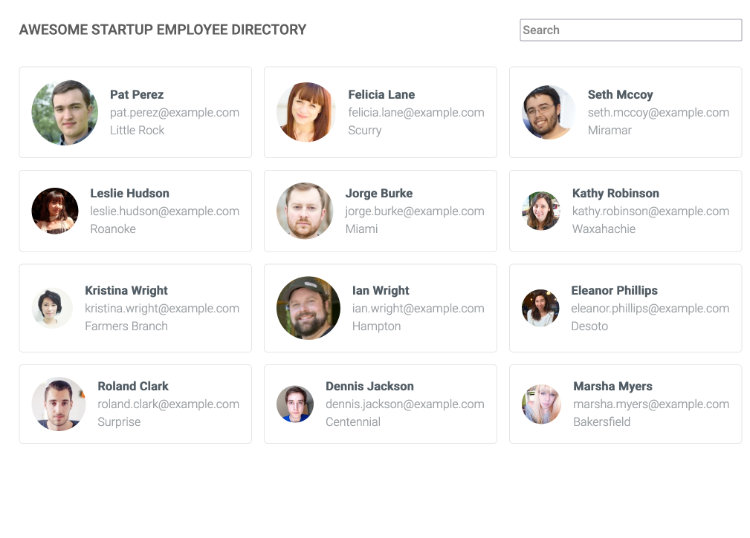 AWESOME STARTUP EMPLOYEE DIRECTORY
Search
Pat Perez
pat.perez@example.com
Little Rock
Felicia Lane
felicia.lane@example.com
Scurry
Seth Mccoy
seth.mccoy@example.com
Miramar
Leslie Hudson
leslie.hudson@example.com
Roanoke
Jorge Burke
jorge.burke@example.com
Miami
Kathy Robinson
kathy.robinson@example.com
Waxahachie
Kristina Wright
kristina.wright@example.com
Farmers Branch
Ian Wright
ian.wright@example.com
Hampton
Eleanor Phillips
eleanor.phillips@example.com
Desoto
Roland Clark
roland.clark@example.com
Surprise
Dennis Jackson
dennis.jackson@example.com
Centennial
Marsha Myers
marsha.myers@example.com
Bakersfield